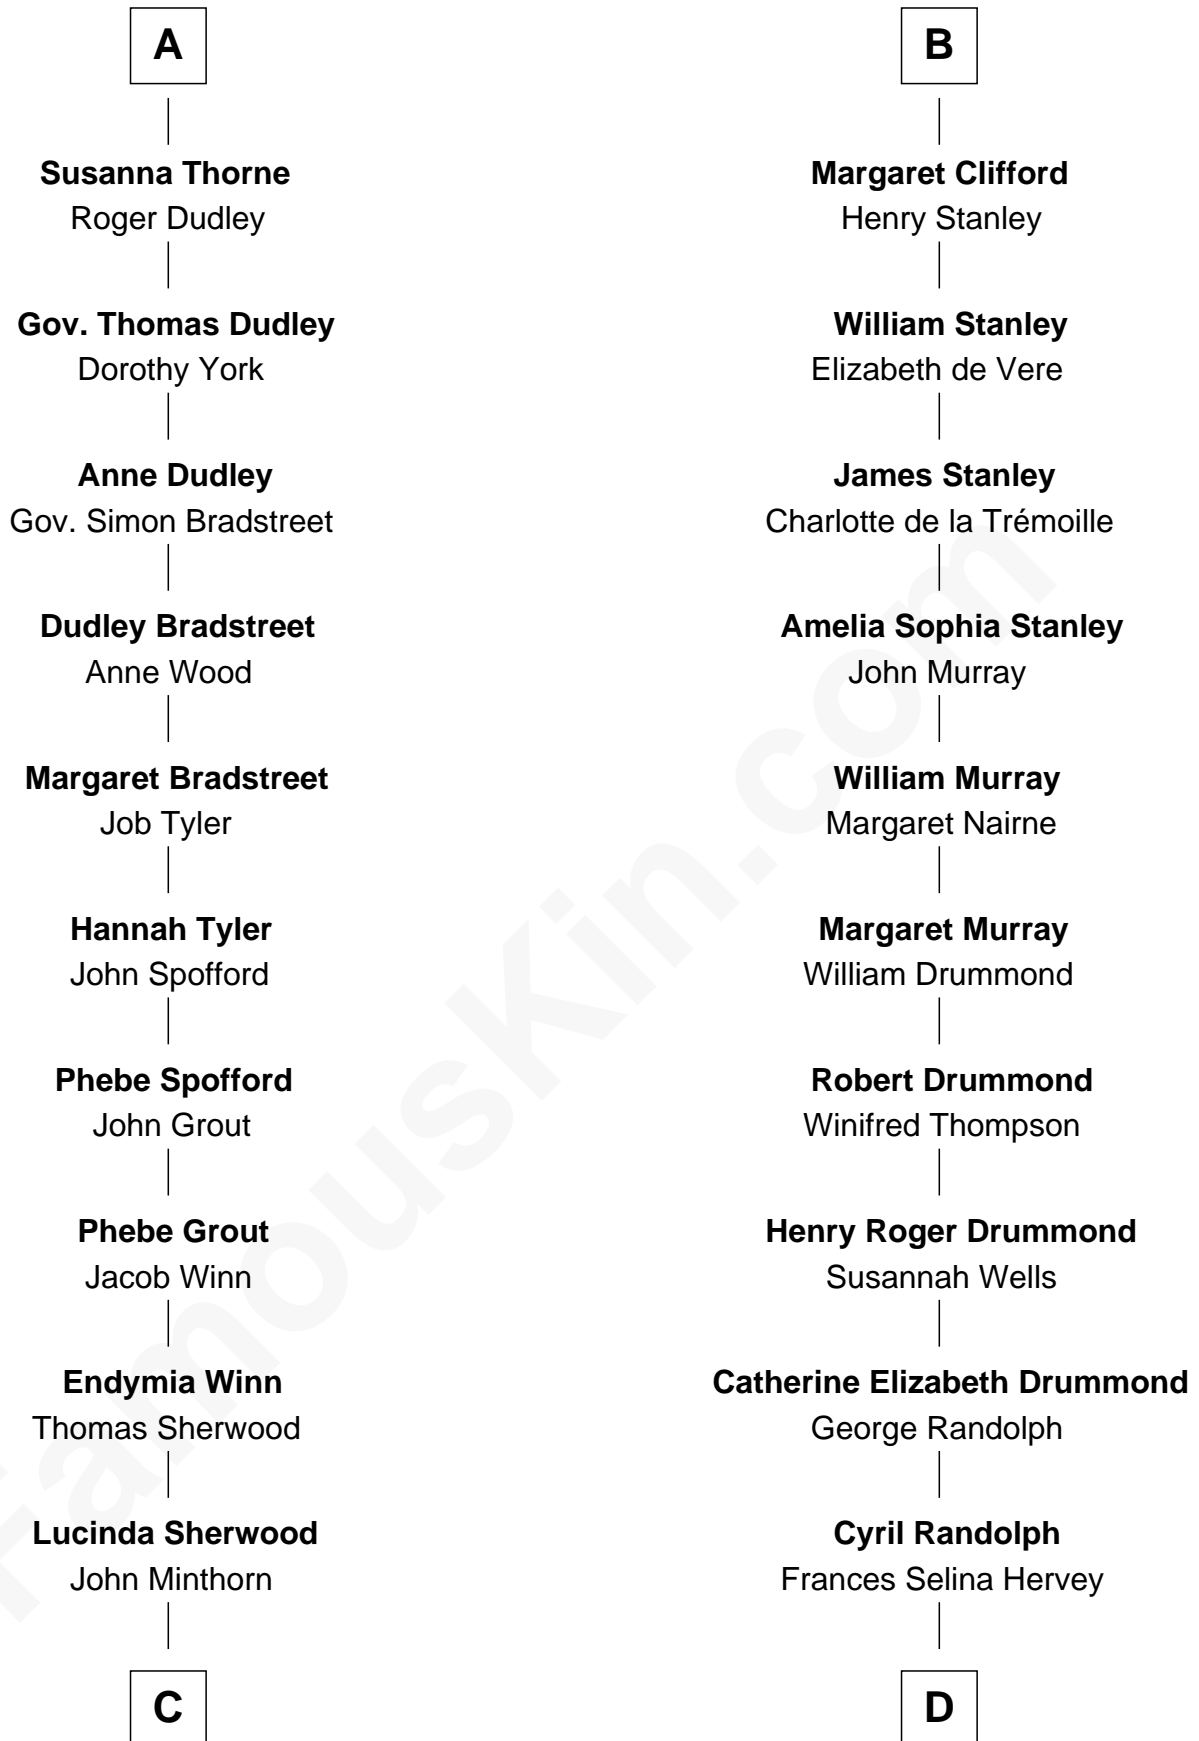 A
Susanna Thorne
Roger Dudley
Gov. Thomas Dudley
Dorothy York
Anne Dudley
Gov. Simon Bradstreet
Dudley Bradstreet
Anne Wood
Margaret Bradstreet
Job Tyler
Hannah Tyler
John Spofford
Phebe Spofford
John Grout
Phebe Grout
Jacob Winn
Endymia Winn
Thomas Sherwood
Lucinda Sherwood
John Minthorn
C
B
Margaret Clifford
Henry Stanley
William Stanley
Elizabeth de Vere
James Stanley
Charlotte de la Trémoille
Amelia Sophia Stanley
John Murray
William Murray
Margaret Nairne
Margaret Murray
William Drummond
Robert Drummond
Winifred Thompson
Henry Roger Drummond
Susannah Wells
Catherine Elizabeth Drummond
George Randolph
Cyril Randolph
Frances Selina Hervey
D
FamousKin.com